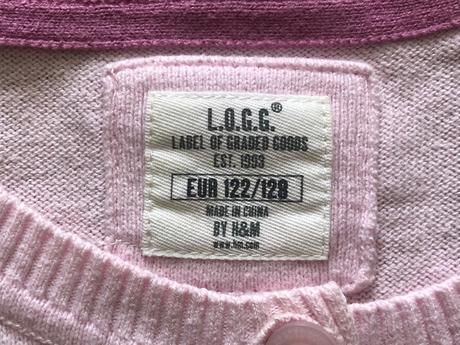 L.O.G.G.®
LABEL OF GRADED GOODS
EST. 1993
EUR 122/128
MADE IN CHINA
BY H&M
www.hm.com